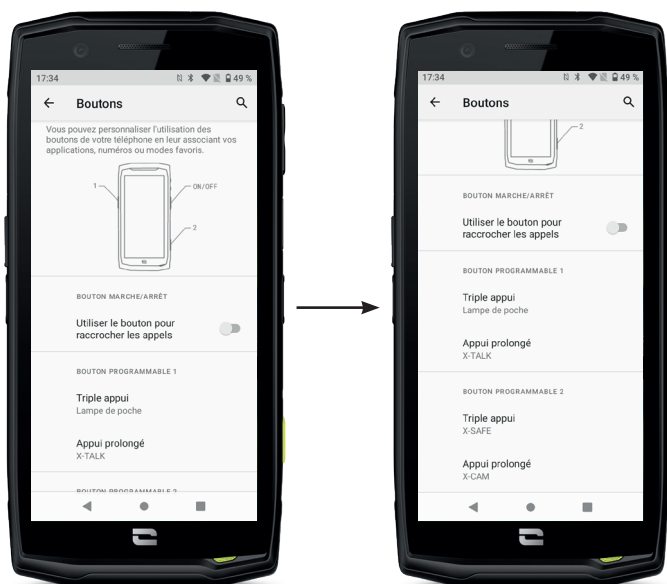 17:34
49 %
Boutons
Vous pouvez personnaliser l'utilisation des
boutons de votre téléphone en leur associant vos
applications, numéros ou modes favoris.
1
ON/OFF
2
BOUTON MARCHE/ARRÊT
Utiliser le bouton pour
raccrocher les appels
BOUTON PROGRAMMABLE 1
Triple appui
Lampe de poche
Appui prolongé
X-TALK
BOUTON PROGRAMMABLE 2
17:34
49 %
Boutons
2
BOUTON MARCHE/ARRÊT
Utiliser le bouton pour
raccrocher les appels
BOUTON PROGRAMMABLE 1
Triple appui
Lampe de poche
Appui prolongé
X-TALK
BOUTON PROGRAMMABLE 2
Triple appui
X-SAFE
Appui prolongé
X-CAM